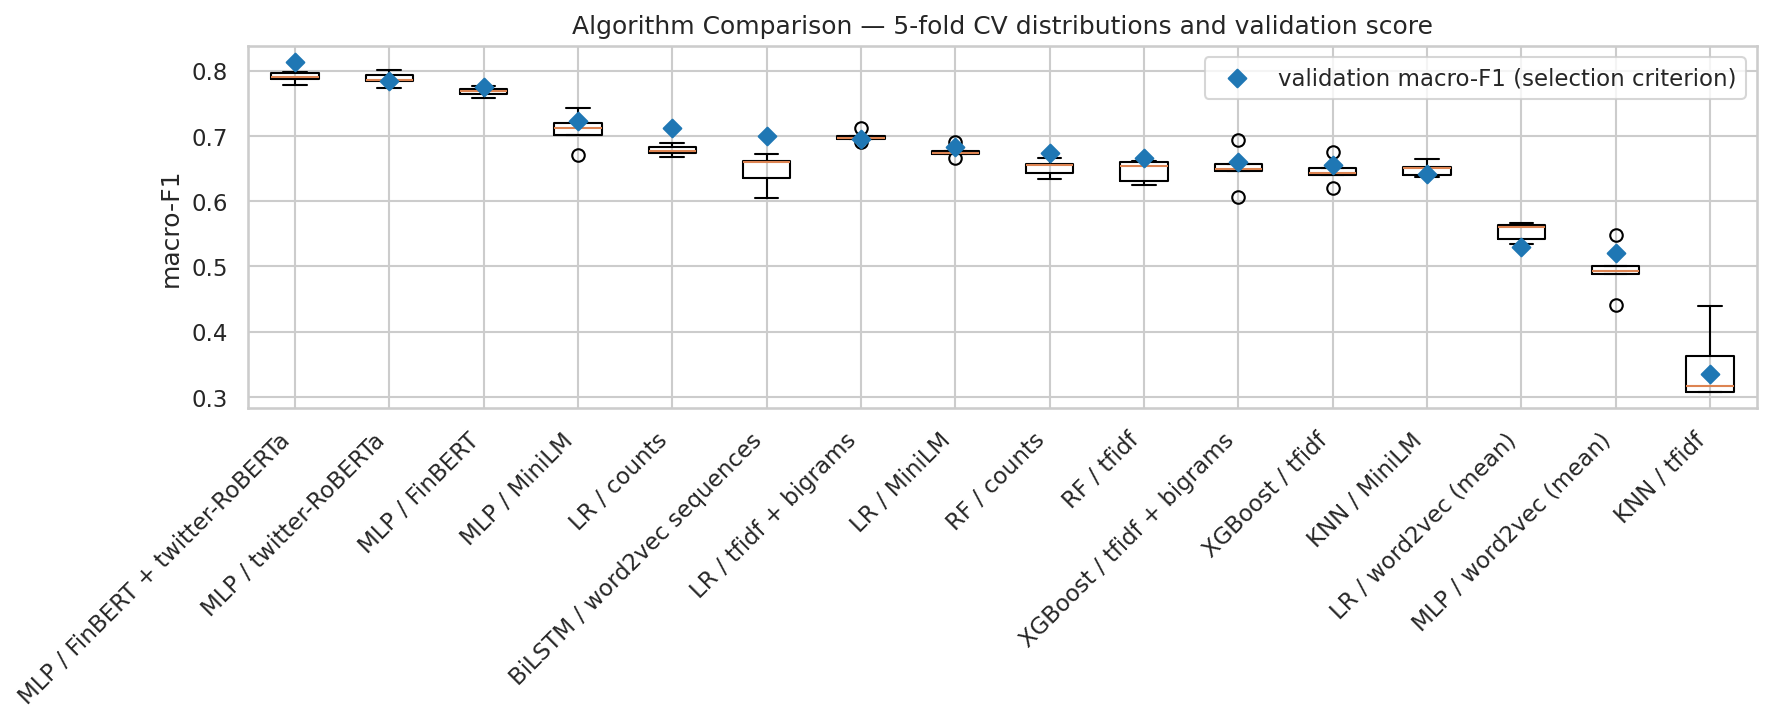 Algorithm Comparison — 5-fold CV distributions and validation score
validation macro-F1 (selection criterion)
macro-F1
0.8
0.7
0.6
0.5
0.4
0.3
MLP / FinBERT + twitter-RoBERTa
MLP / twitter-RoBERTa
MLP / FinBERT
MLP / MiniLM
LR / counts
BiLSTM / word2vec sequences
LR / tfidf + bigrams
LR / MiniLM
RF / counts
RF / tfidf
XGBoost / tfidf + bigrams
XGBoost / tfidf
KNN / MiniLM
LR / word2vec (mean)
MLP / word2vec (mean)
KNN / tfidf